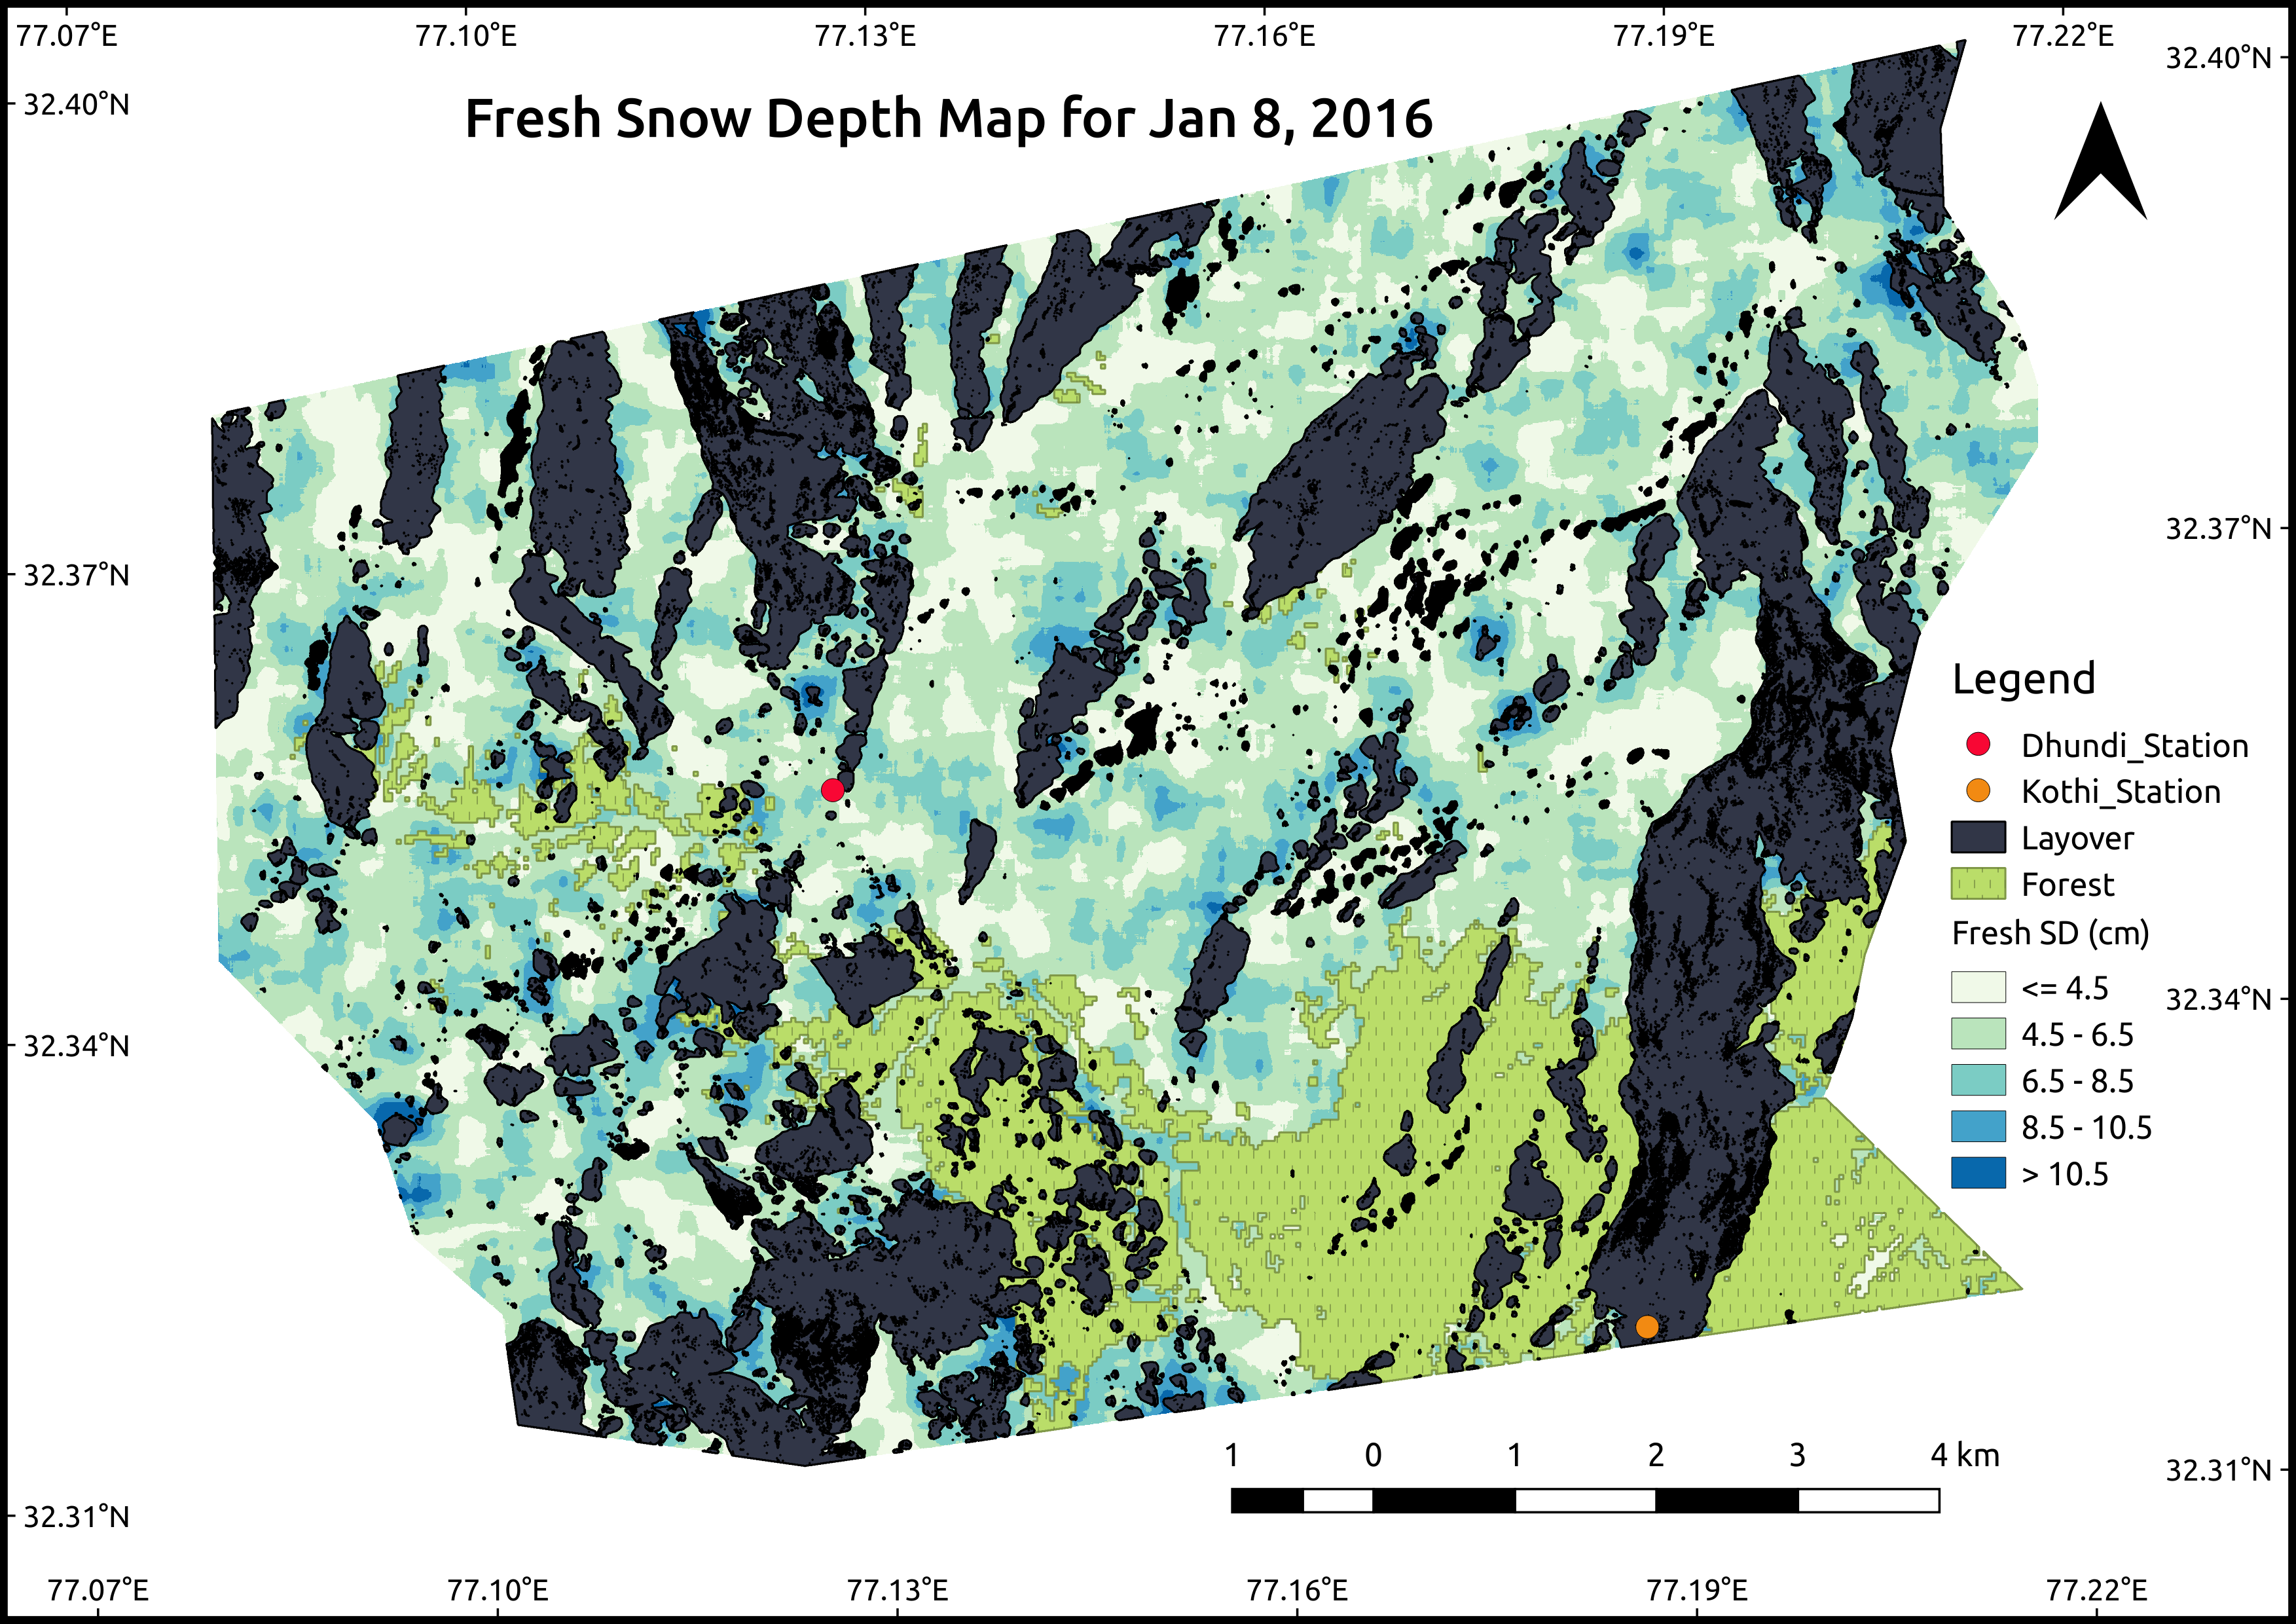 77.07°E 77.10°E 77.13°E 77.16°E 77.19°E 77.22°E
32.40°N
32.40°N
Fresh Snow Depth Map for Jan 8, 2016
32.37°N
32.37°N
Legend
Dhundi_Station
Kothi_Station
Layover
Forest
Fresh SD (cm)
<= 4.5
32.34°N
4.5 - 6.5
32.34°N
6.5 - 8.5
8.5 - 10.5
> 10.5
1 0 1 2 3 4 km
32.31°N
32.31°N
77.07°E 77.10°E 77.13°E 77.16°E 77.19°E 77.22°E